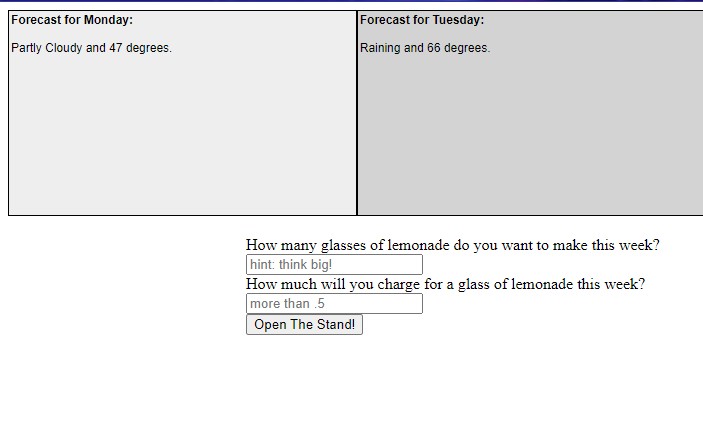 Forecast for Monday:
Partly Cloudy and 47 degrees.
Forecast for Tuesday:
Raining and 66 degrees.
How many glasses of lemonade do you want to make this week?
hint: think big!
How much will you charge for a glass of lemonade this week?
more than .5
Open The Stand!